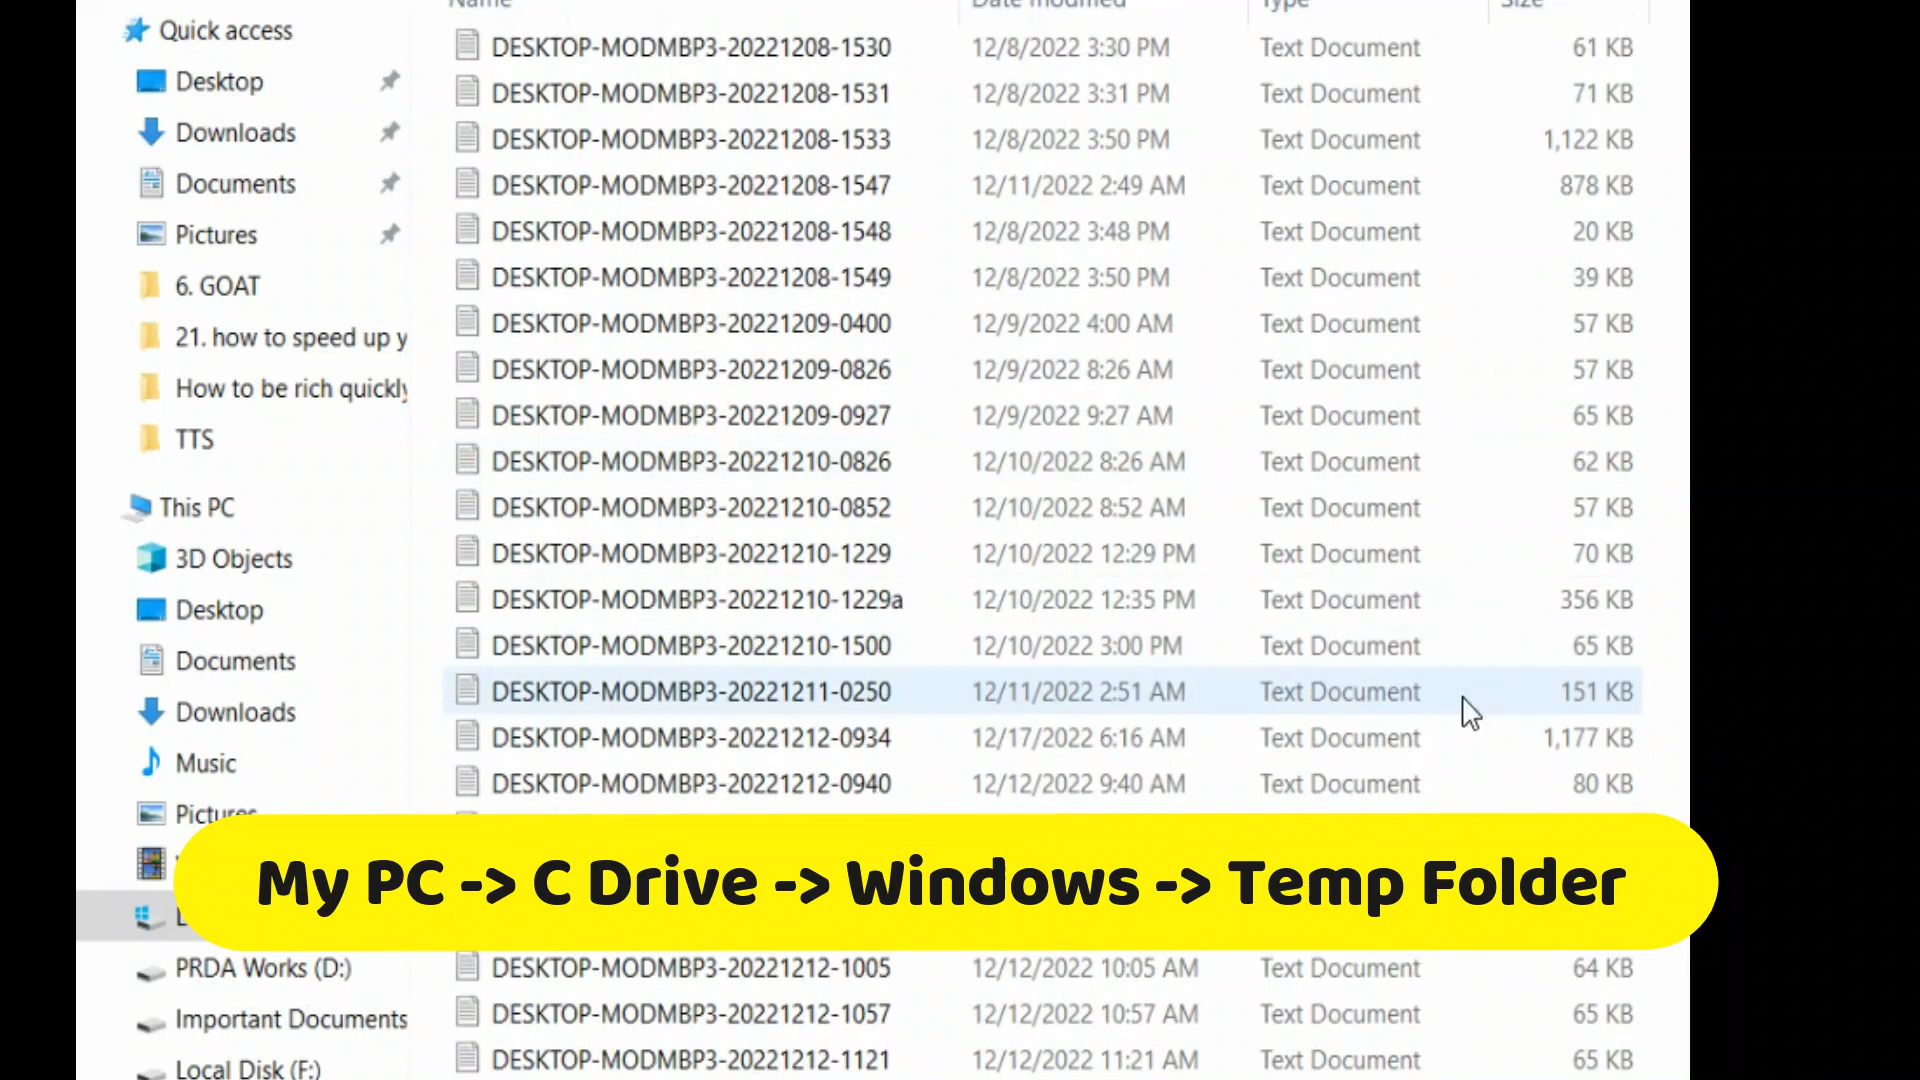 Name Date modified Type Size
Quick access
Desktop
Downloads
Documents
Pictures
6. GOAT
21. how to speed up y
How to be rich quickly
TTS
This PC
3D Objects
Desktop
Documents
Downloads
Music
Pictures
PRDA Works (D:)
Important Documents
Local Disk (F:)
DESKTOP-MODMBP3-20221208-1530 12/8/2022 3:30 PM Text Document 61 KB
DESKTOP-MODMBP3-20221208-1531 12/8/2022 3:31 PM Text Document 71 KB
DESKTOP-MODMBP3-20221208-1533 12/8/2022 3:50 PM Text Document 1,122 KB
DESKTOP-MODMBP3-20221208-1547 12/11/2022 2:49 AM Text Document 878 KB
DESKTOP-MODMBP3-20221208-1548 12/8/2022 3:48 PM Text Document 20 KB
DESKTOP-MODMBP3-20221208-1549 12/8/2022 3:50 PM Text Document 39 KB
DESKTOP-MODMBP3-20221209-0400 12/9/2022 4:00 AM Text Document 57 KB
DESKTOP-MODMBP3-20221209-0826 12/9/2022 8:26 AM Text Document 57 KB
DESKTOP-MODMBP3-20221209-0927 12/9/2022 9:27 AM Text Document 65 KB
DESKTOP-MODMBP3-20221210-0826 12/10/2022 8:26 AM Text Document 62 KB
DESKTOP-MODMBP3-20221210-0852 12/10/2022 8:52 AM Text Document 57 KB
DESKTOP-MODMBP3-20221210-1229 12/10/2022 12:29 PM Text Document 70 KB
DESKTOP-MODMBP3-20221210-1229a 12/10/2022 12:35 PM Text Document 356 KB
DESKTOP-MODMBP3-20221210-1500 12/10/2022 3:00 PM Text Document 65 KB
DESKTOP-MODMBP3-20221211-0250 12/11/2022 2:51 AM Text Document 151 KB
DESKTOP-MODMBP3-20221212-0934 12/17/2022 6:16 AM Text Document 1,177 KB
DESKTOP-MODMBP3-20221212-0940 12/12/2022 9:40 AM Text Document 80 KB
My PC -> C Drive -> Windows -> Temp Folder
DESKTOP-MODMBP3-20221212-1005 12/12/2022 10:05 AM Text Document 64 KB
DESKTOP-MODMBP3-20221212-1057 12/12/2022 10:57 AM Text Document 65 KB
DESKTOP-MODMBP3-20221212-1121 12/12/2022 11:21 AM Text Document 65 KB